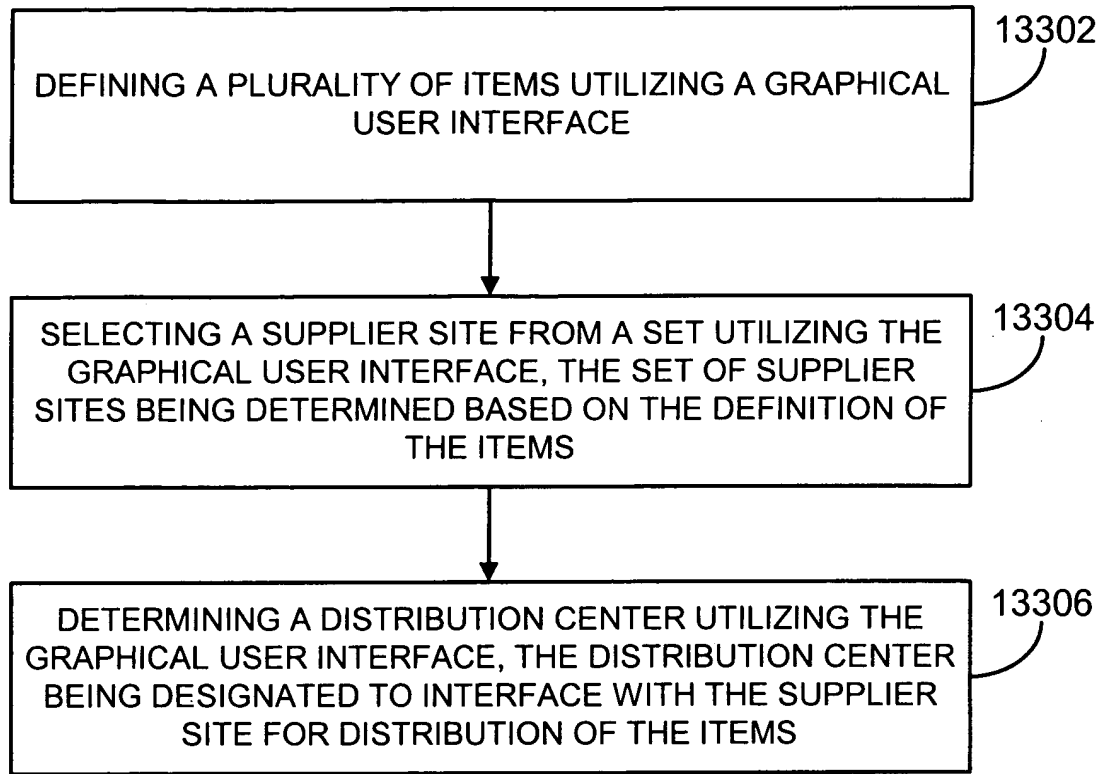 13302
DEFINING A PLURALITY OF ITEMS UTILIZING A GRAPHICAL
USER INTERFACE
13304
SELECTING A SUPPLIER SITE FROM A SET UTILIZING THE
GRAPHICAL USER INTERFACE, THE SET OF SUPPLIER
SITES BEING DETERMINED BASED ON THE DEFINITION OF
THE ITEMS
13306
DETERMINING A DISTRIBUTION CENTER UTILIZING THE
GRAPHICAL USER INTERFACE, THE DISTRIBUTION CENTER
BEING DESIGNATED TO INTERFACE WITH THE SUPPLIER
SITE FOR DISTRIBUTION OF THE ITEMS